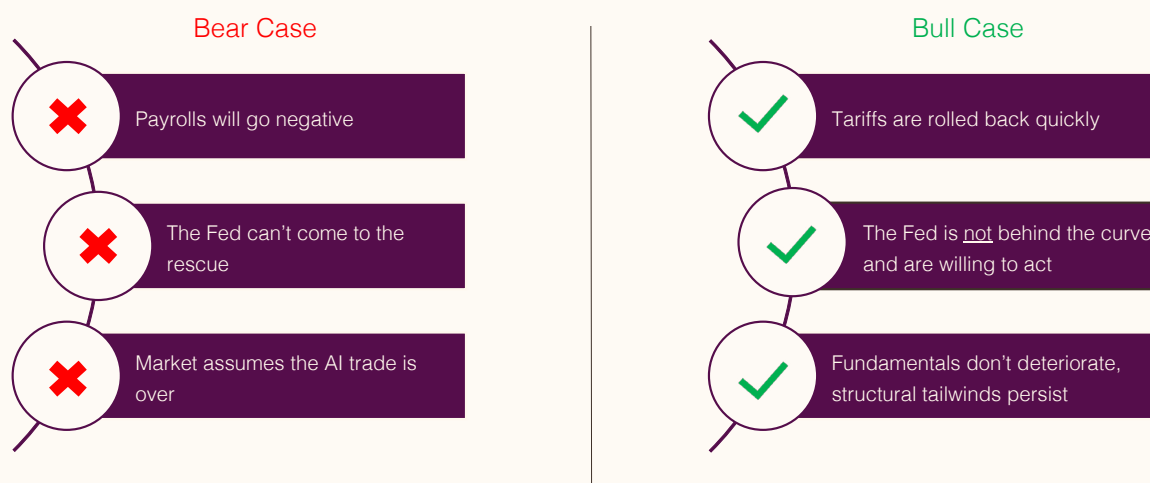 Bear Case
Payrolls will go negative
The Fed can't come to the
rescue
Market assumes the AI trade is
over
Bull Case
Tariffs are rolled back quickly
The Fed is not behind the curve
and are willing to act
Fundamentals don't deteriorate,
structural tailwinds persist